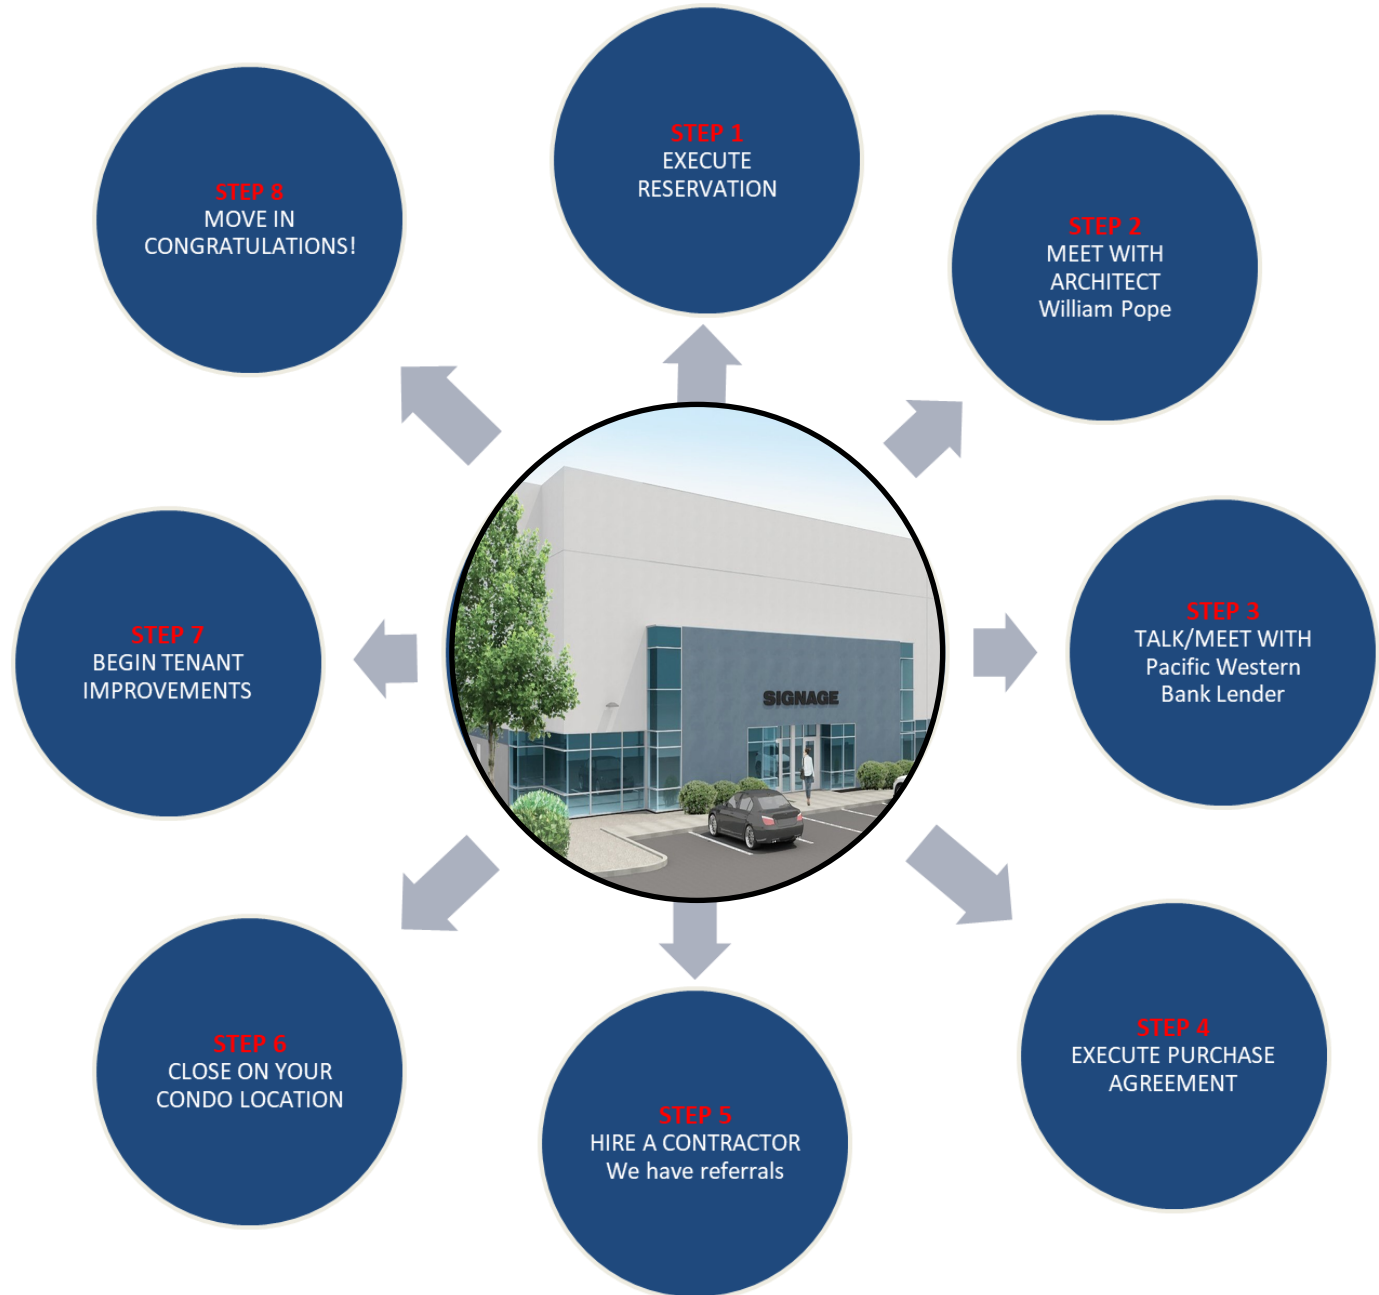 STEP 1
EXECUTE
RESERVATION
STEP 2
MEET WITH
ARCHITECT
William Pope
STEP 3
TALK/MEET WITH
Pacific Western
Bank Lender
STEP 4
EXECUTE PURCHASE
AGREEMENT
STEP 5
HIRE A CONTRACTOR
We have referrals
STEP 6
CLOSE ON YOUR
CONDO LOCATION
STEP 7
BEGIN TENANT
IMPROVEMENTS
STEP 8
MOVE IN
CONGRATULATIONS!
SIGNAGE